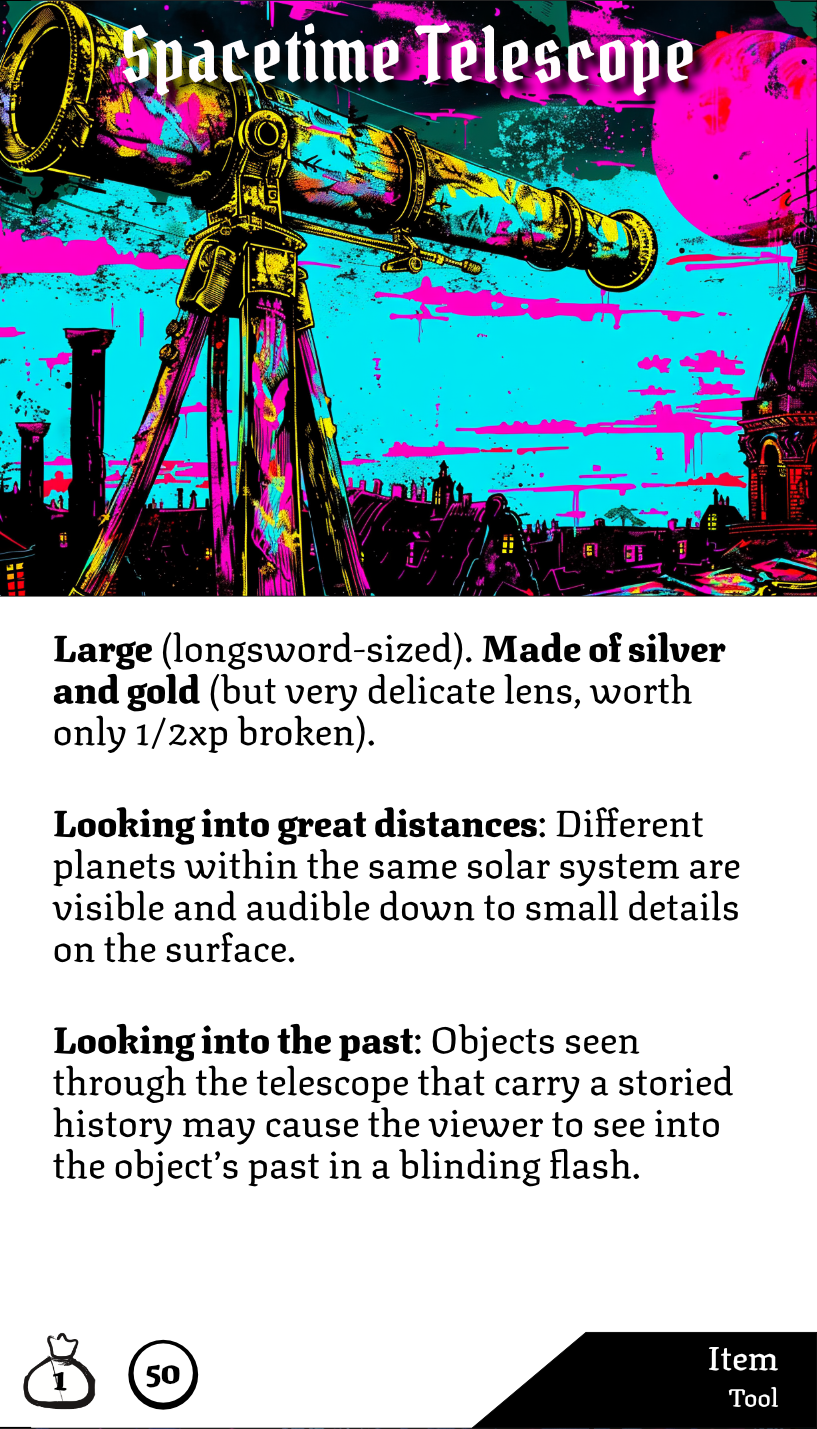 Spacetime Telescope
Large (longsword-sized). Made of silver
and gold (but very delicate lens, worth
only 1/2xp broken).
Looking into great distances: Different
planets within the same solar system are
visible and audible down to small details
on the surface.
Looking into the past: Objects seen
through the telescope that carry a storied
history may cause the viewer to see into
the object’s past in a blinding flash.
1
50
Item
Tool